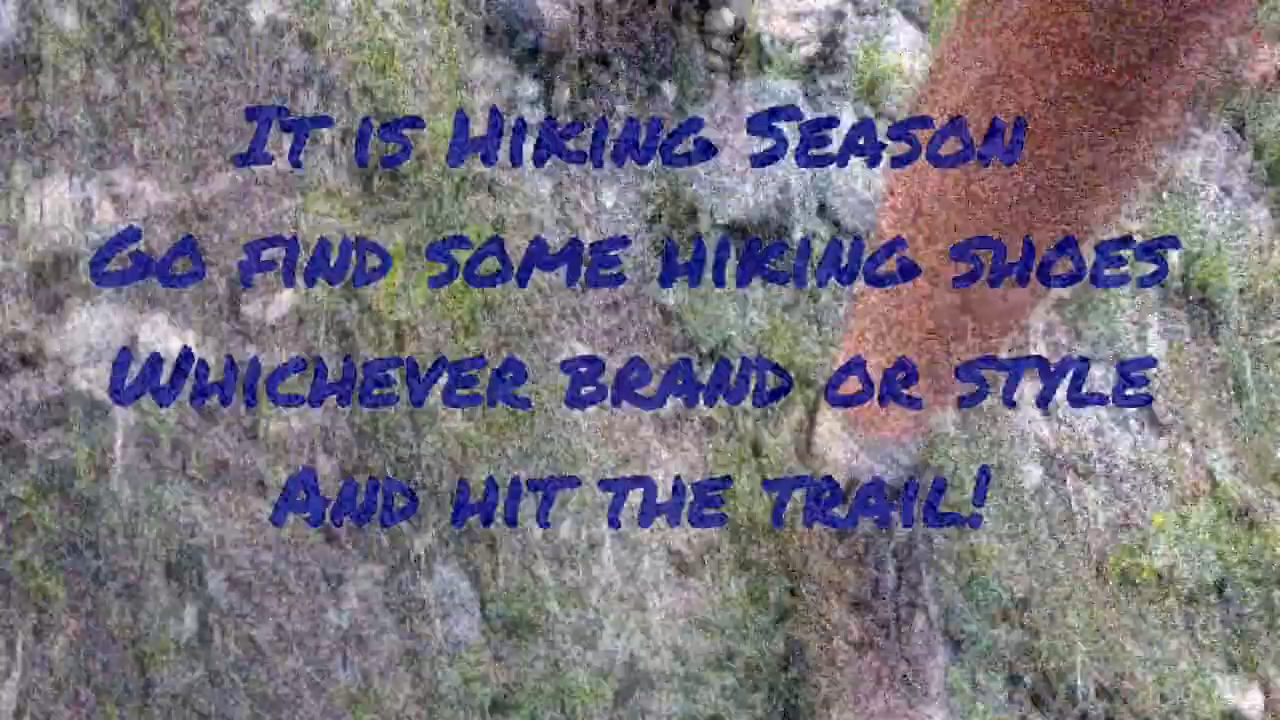 It is Hiking Season
Go find some hiking shoes
Whichever brand or style
And hit the trail!